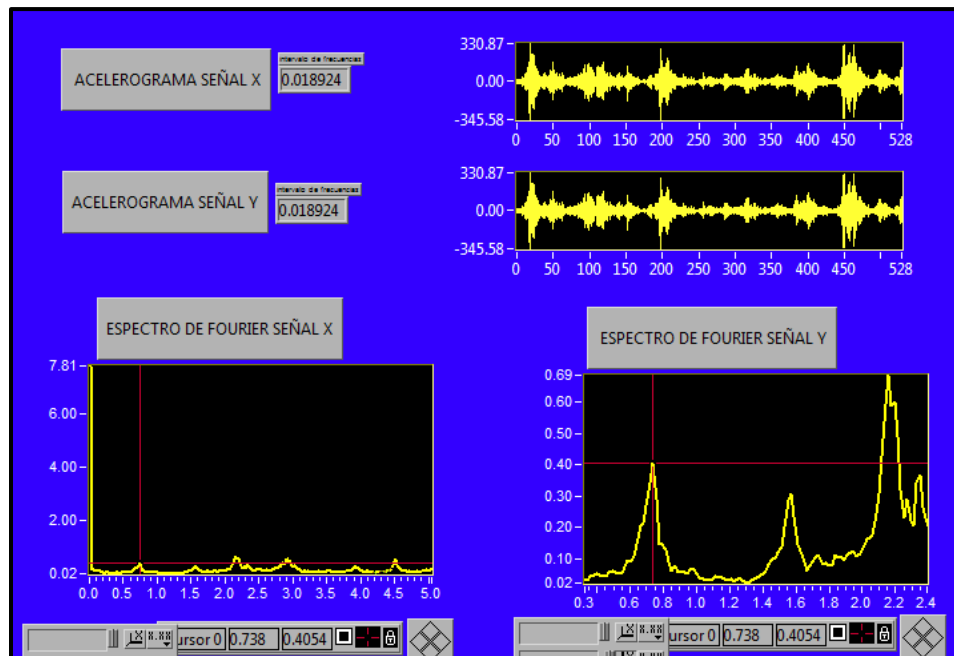 ACELEROGRAMA SEÑAL X
intervalo de frecuencias
0.018924
330.87
0.00
-345.58
0 50 100 150 200 250 300 350 400 450 528
ACELEROGRAMA SEÑAL Y
intervalo de frecuencias
0.018924
330.87
0.00
-345.58
0 50 100 150 200 250 300 350 400 450 528
ESPECTRO DE FOURIER SEÑAL X
7.81
6.00
4.00
2.00
0.02
0.0 0.5 1.0 1.5 2.0 2.5 3.0 3.5 4.0 4.5 5.0
ursor 0 0.738 0.4054
ESPECTRO DE FOURIER SEÑAL Y
0.69
0.60
0.50
0.40
0.30
0.20
0.10
0.02
0.3 0.6 0.8 1.0 1.2 1.4 1.6 1.8 2.0 2.2 2.4
ursor 0 0.738 0.4054